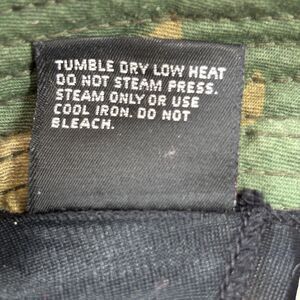 TUMBLE DRY LOW HEAT
DO NOT STEAM PRESS.
STEAM ONLY OR USE
COOL IRON. DO NOT
BLEACH.